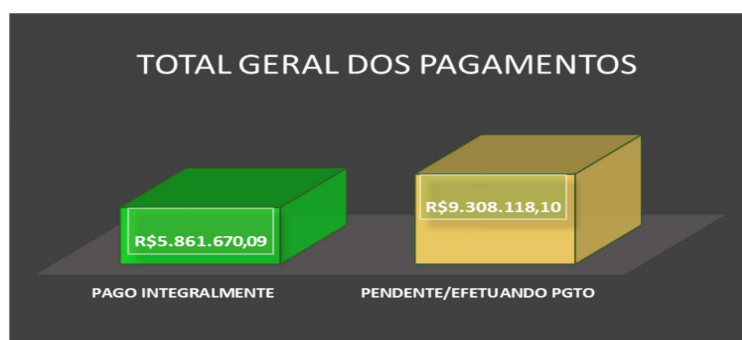 TOTAL GERAL DOS PAGAMENTOS
R$5.861.670,09
R$9.308.118,10
PAGO INTEGRALMENTE
PENDENTE/EFETUANDO PGTO